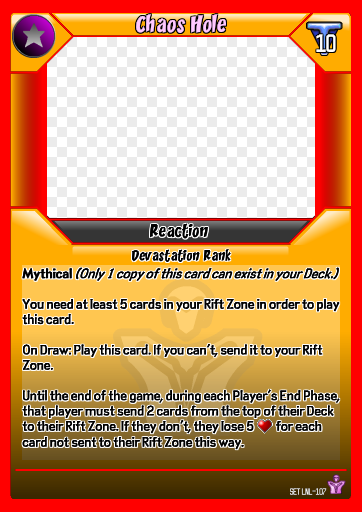 Chaos Hole
10
Reaction
Devastation Rank
Mythical (Only 1 copy of this card can exist in your Deck.)
You need at least 5 cards in your Rift Zone in order to play
this card.
On Draw: Play this card. If you can't, send it to your Rift
Zone.
Until the end of the game, during each Player's End Phase,
that player must send 2 cards from the top of their Deck
to their Rift Zone. If they don't, they lose 5 for each
card not sent to their Rift Zone this way.
SET LNL-107